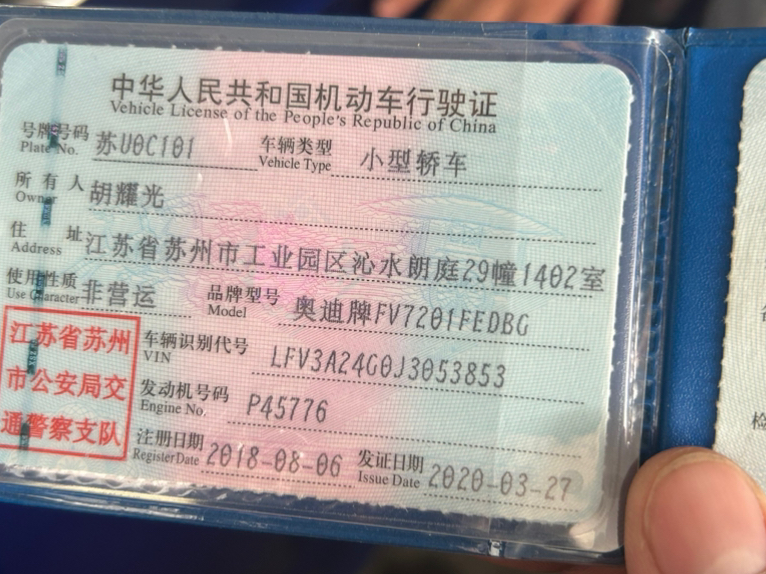 中华人民共和国机动车行驶证
Vehicle License of the People's Republic of China
号牌号码 苏U0C101 车辆类型 小型轿车
Plate No. Vehicle Type
所有人 胡耀光
Owner
住址 江苏省苏州市工业园区沁水朗庭29幢1402室
Address
使用性质 非营运 品牌型号 奥迪牌FV7201FEDBG
Use Character Model
江苏省苏州
市公安局交
通警察支队
车辆识别代号 LFV3A24G0J3053853
VIN
发动机号码 P45776
Engine No.
注册日期 2018-08-06 发证日期 2020-03-27
Register Date Issue Date
检